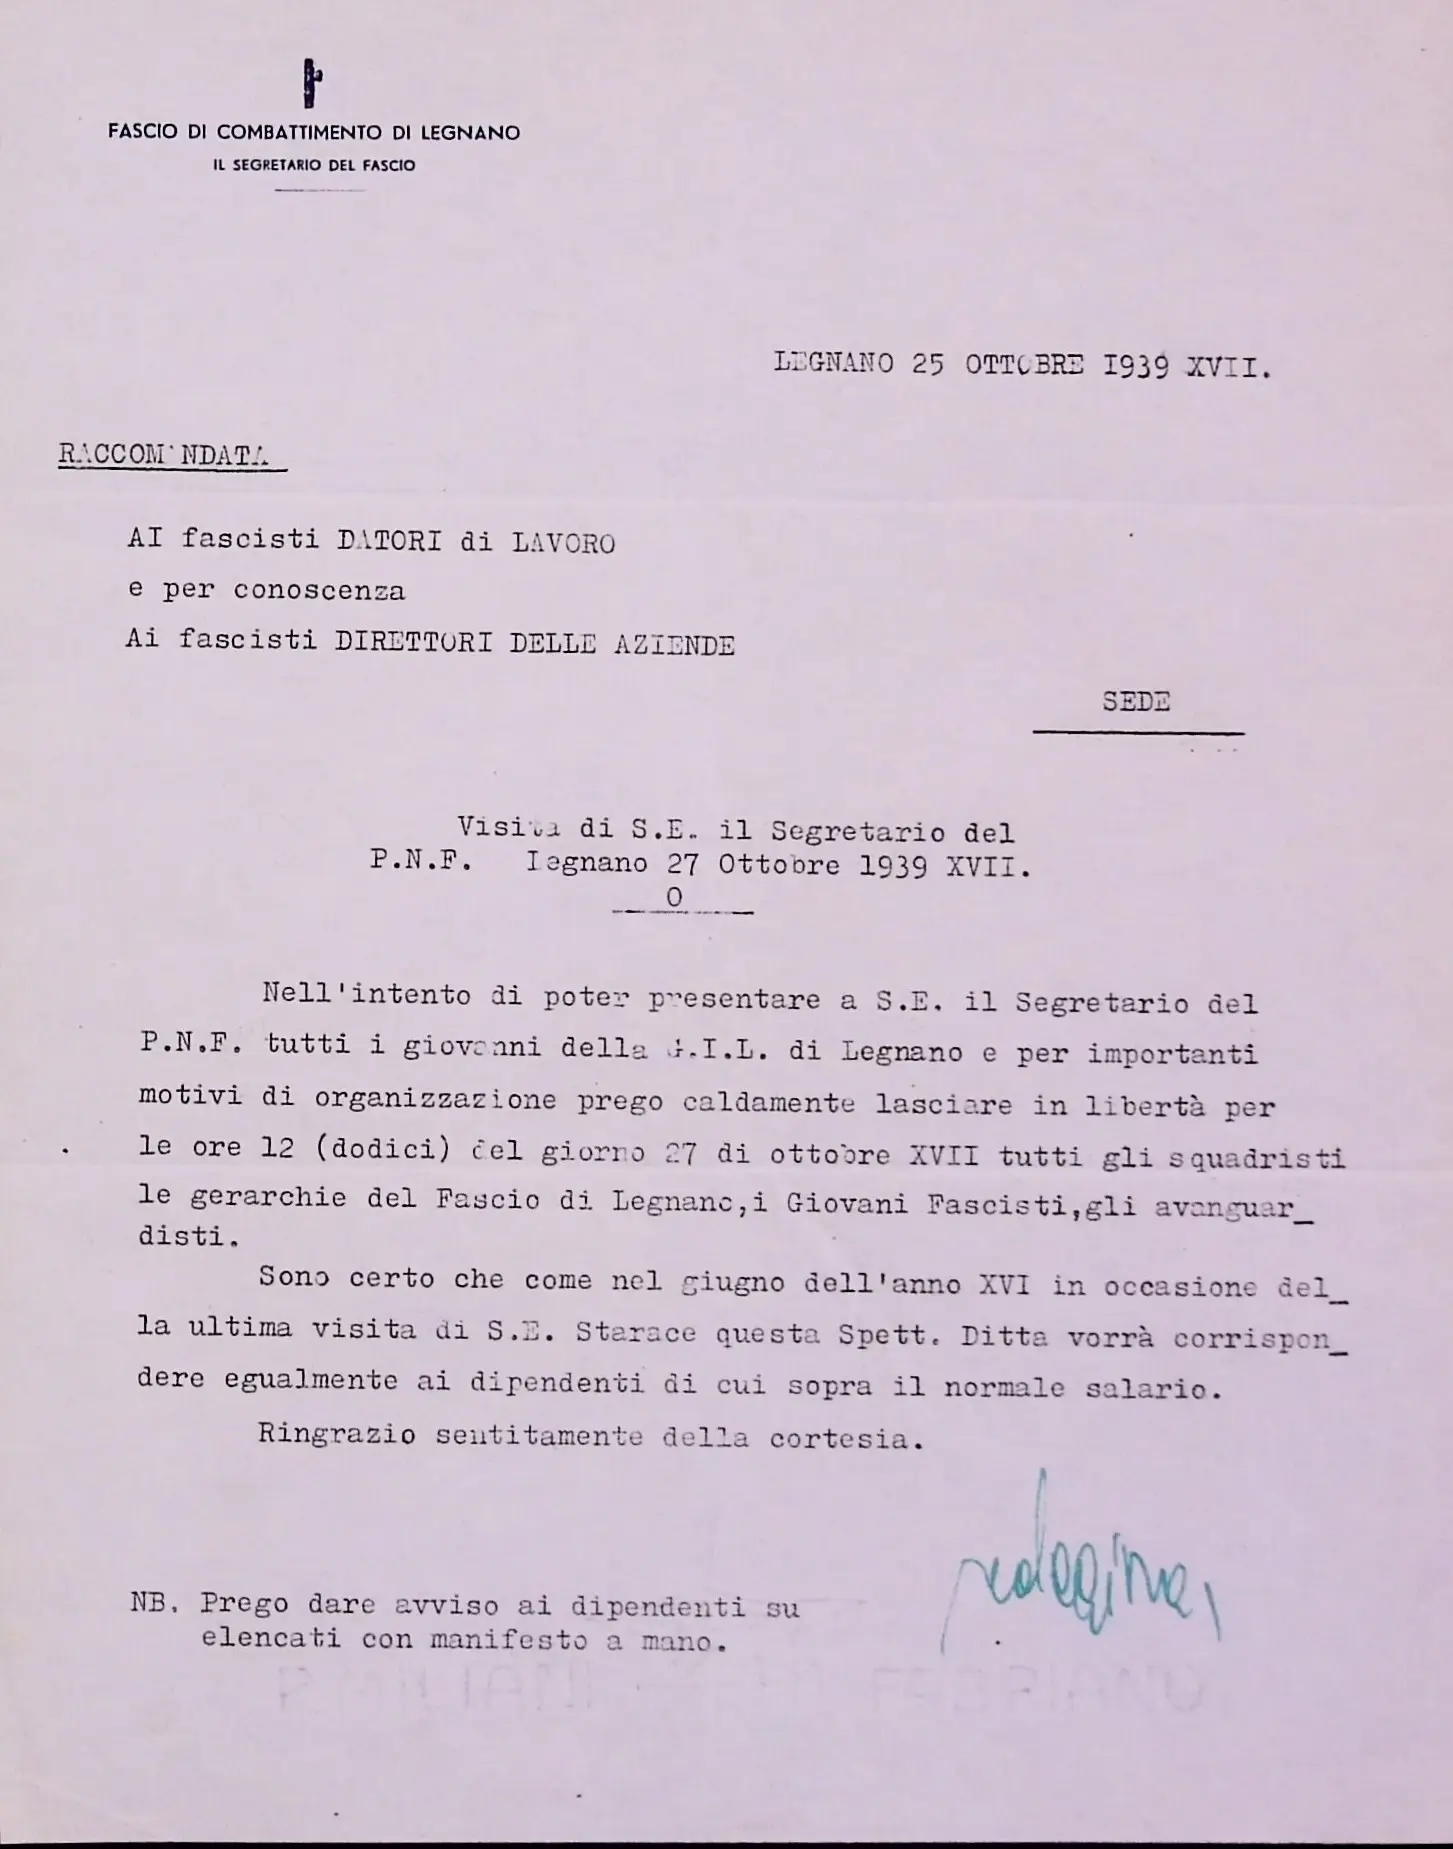 FASCIO DI COMBATTIMENTO DI LEGNANO
IL SEGRETARIO DEL FASCIO
LEGNANO 25 OTTOBRE 1939 XVII.
RACCOMANDATA
AI fascisti DATORI di LAVORO
e per conoscenza
Ai fascisti DIRETTORI DELLE AZIENDE
SEDE
Visita di S.E. il Segretario del
P.N.F. Legnano 27 Ottobre 1939 XVII.
O
Nell'intento di poter presentare a S.E. il Segretario del
P.N.F. tutti i giovanni della G.I.L. di Legnano e per importanti
motivi di organizzazione prego caldamente lasciare in libertà per
le ore 12 (dodici) del giorno 27 di ottobre XVII tutti gli squadristi
le gerarchie del Fascio di Legnano,i Giovani Fascisti,gli avanguar_
disti.
Sono certo che come nel giugno dell'anno XVI in occasione del_
la ultima visita di S.E. Starace questa Spett. Ditta vorrà corrispon_
dere egualmente ai dipendenti di cui sopra il normale salario.
Ringrazio sentitamente della cortesia.
NB. Prego dare avviso ai dipendenti su
elencati con manifesto a mano.